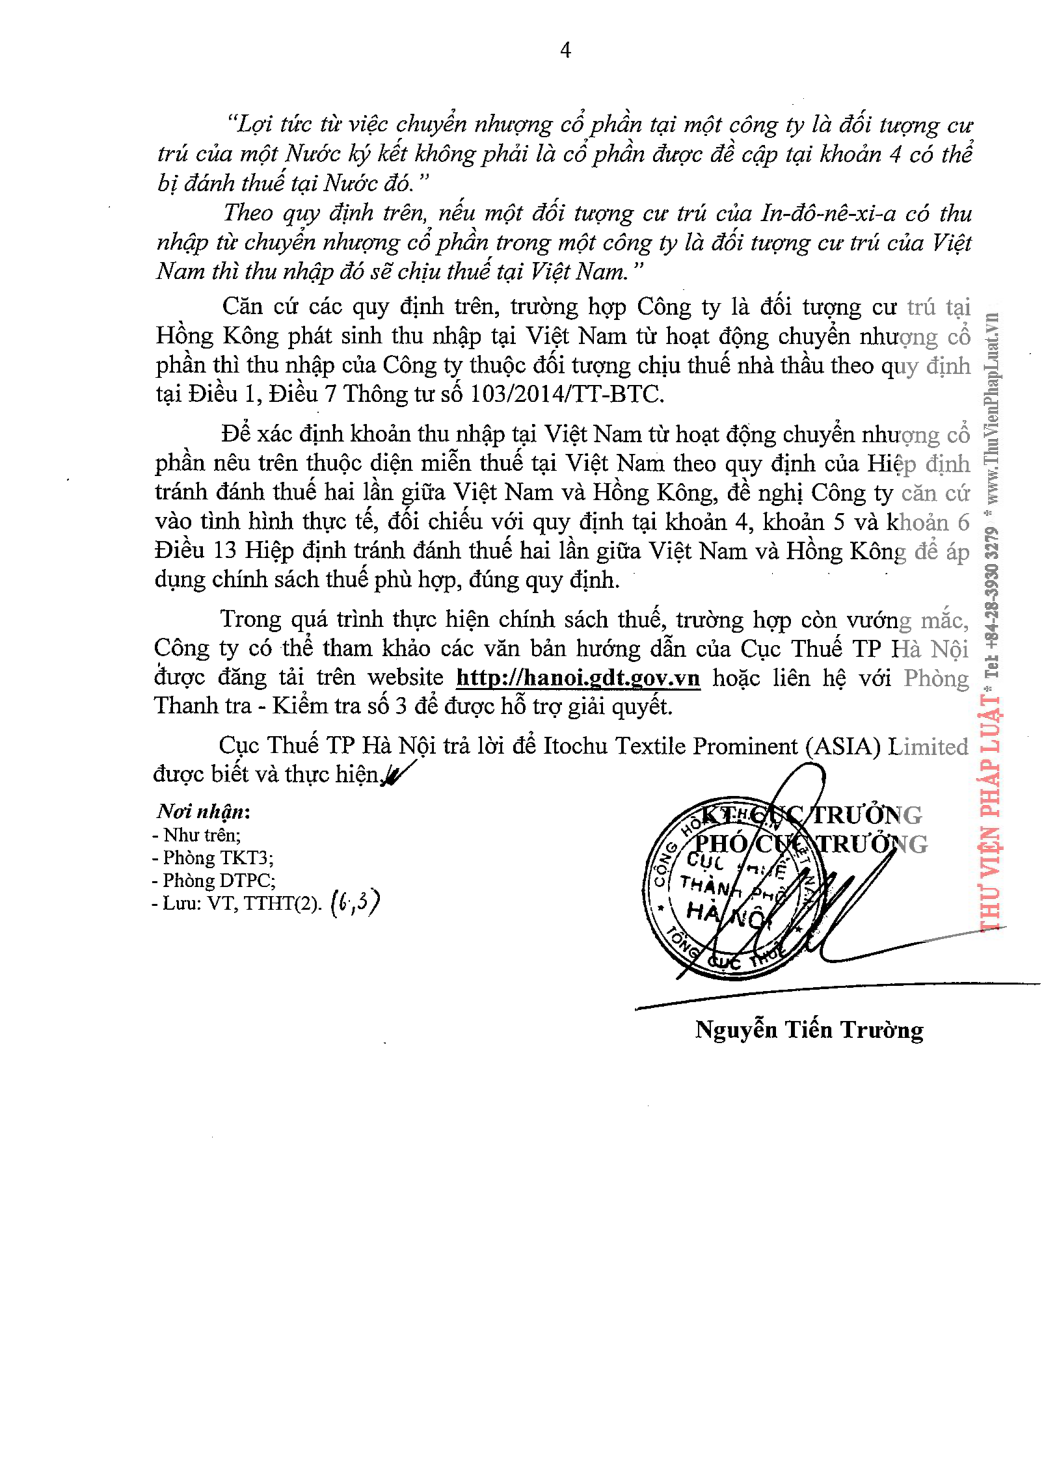 4
“Lợi tức từ việc chuyển nhượng cổ phần tại một công ty là đối tượng cư
trú của một Nước ký kết không phải là cổ phần được đề cập tại khoản 4 có thể
bị đánh thuế tại Nước đó.”
Theo quy định trên, nếu một đối tượng cư trú của In-đô-nê-xi-a có thu
nhập từ chuyển nhượng cổ phần trong một công ty là đối tượng cư trú của Việt
Nam thì thu nhập đó sẽ chịu thuế tại Việt Nam.”
Căn cứ các quy định trên, trường hợp Công ty là đối tượng cư trú tại
Hồng Kông phát sinh thu nhập tại Việt Nam từ hoạt động chuyển nhượng cổ
phần thì thu nhập của Công ty thuộc đối tượng chịu thuế nhà thầu theo quy định
tại Điều 1, Điều 7 Thông tư số 103/2014/TT-BTC.
Để xác định khoản thu nhập tại Việt Nam từ hoạt động chuyển nhượng cổ
phần nêu trên thuộc diện miễn thuế tại Việt Nam theo quy định của Hiệp định
tránh đánh thuế hai lần giữa Việt Nam và Hồng Kông, đề nghị Công ty căn cứ
vào tình hình thực tế, đối chiếu với quy định tại khoản 4, khoản 5 và khoản 6
Điều 13 Hiệp định tránh đánh thuế hai lần giữa Việt Nam và Hồng Kông để áp
dụng chính sách thuế phù hợp, đúng quy định.
Trong quá trình thực hiện chính sách thuế, trường hợp còn vướng mắc,
Công ty có thể tham khảo các văn bản hướng dẫn của Cục Thuế TP Hà Nội
được đăng tải trên website http://hanoi.gdt.gov.vn hoặc liên hệ với Phòng
Thanh tra - Kiểm tra số 3 để được hỗ trợ giải quyết.
Cục Thuế TP Hà Nội trả lời để Itochu Textile Prominent (ASIA) Limited
được biết và thực hiện./
Nơi nhận:
- Như trên;
- Phòng TKT3;
- Phòng DTPC;
- Lưu: VT, TTHT(2). (6,3)
KT. CỤC TRƯỞNG
PHÓ CỤC TRƯỞNG
CỤC THUẾ
THÀNH PHỐ
HÀ NỘI
TỔNG CỤC THUẾ
Nguyễn Tiến Trường
THƯ VIỆN PHÁP LUẬT * Tel: +84-28-3930 3279 * www.ThuVienPhapLuat.vn